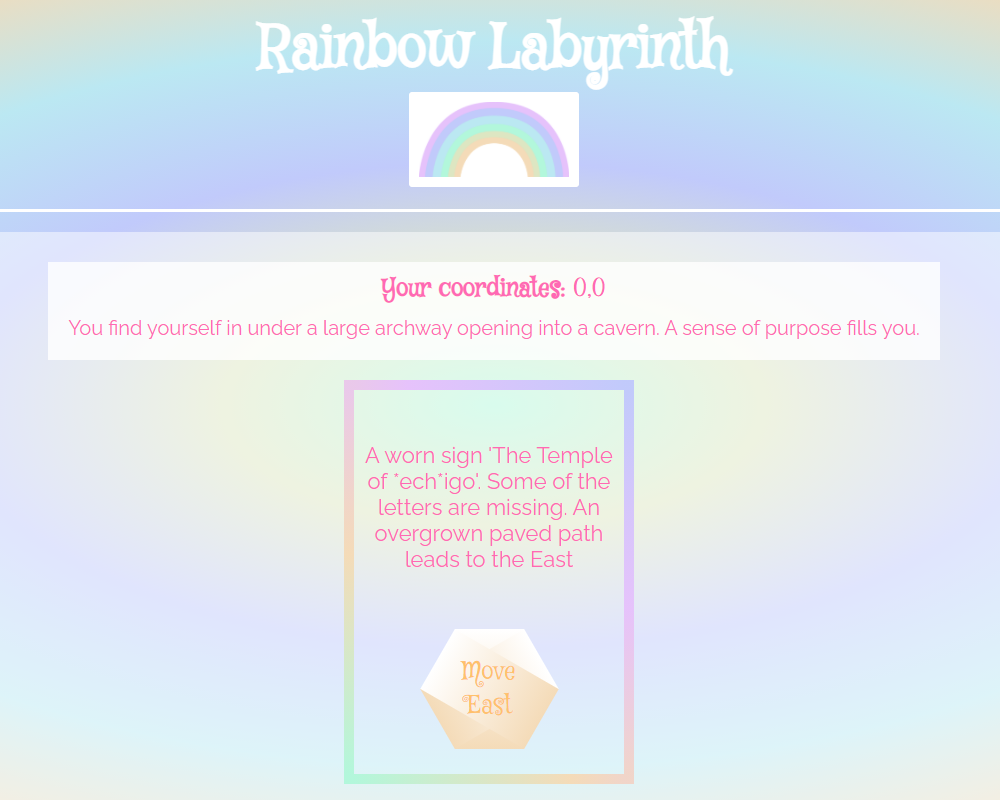 Rainbow Labyrinth
Your coordinates: 0,0
You find yourself in under a large archway opening into a cavern. A sense of purpose fills you.
A worn sign 'The Temple
of *ech*igo'. Some of the
letters are missing. An
overgrown paved path
leads to the East
Move
East